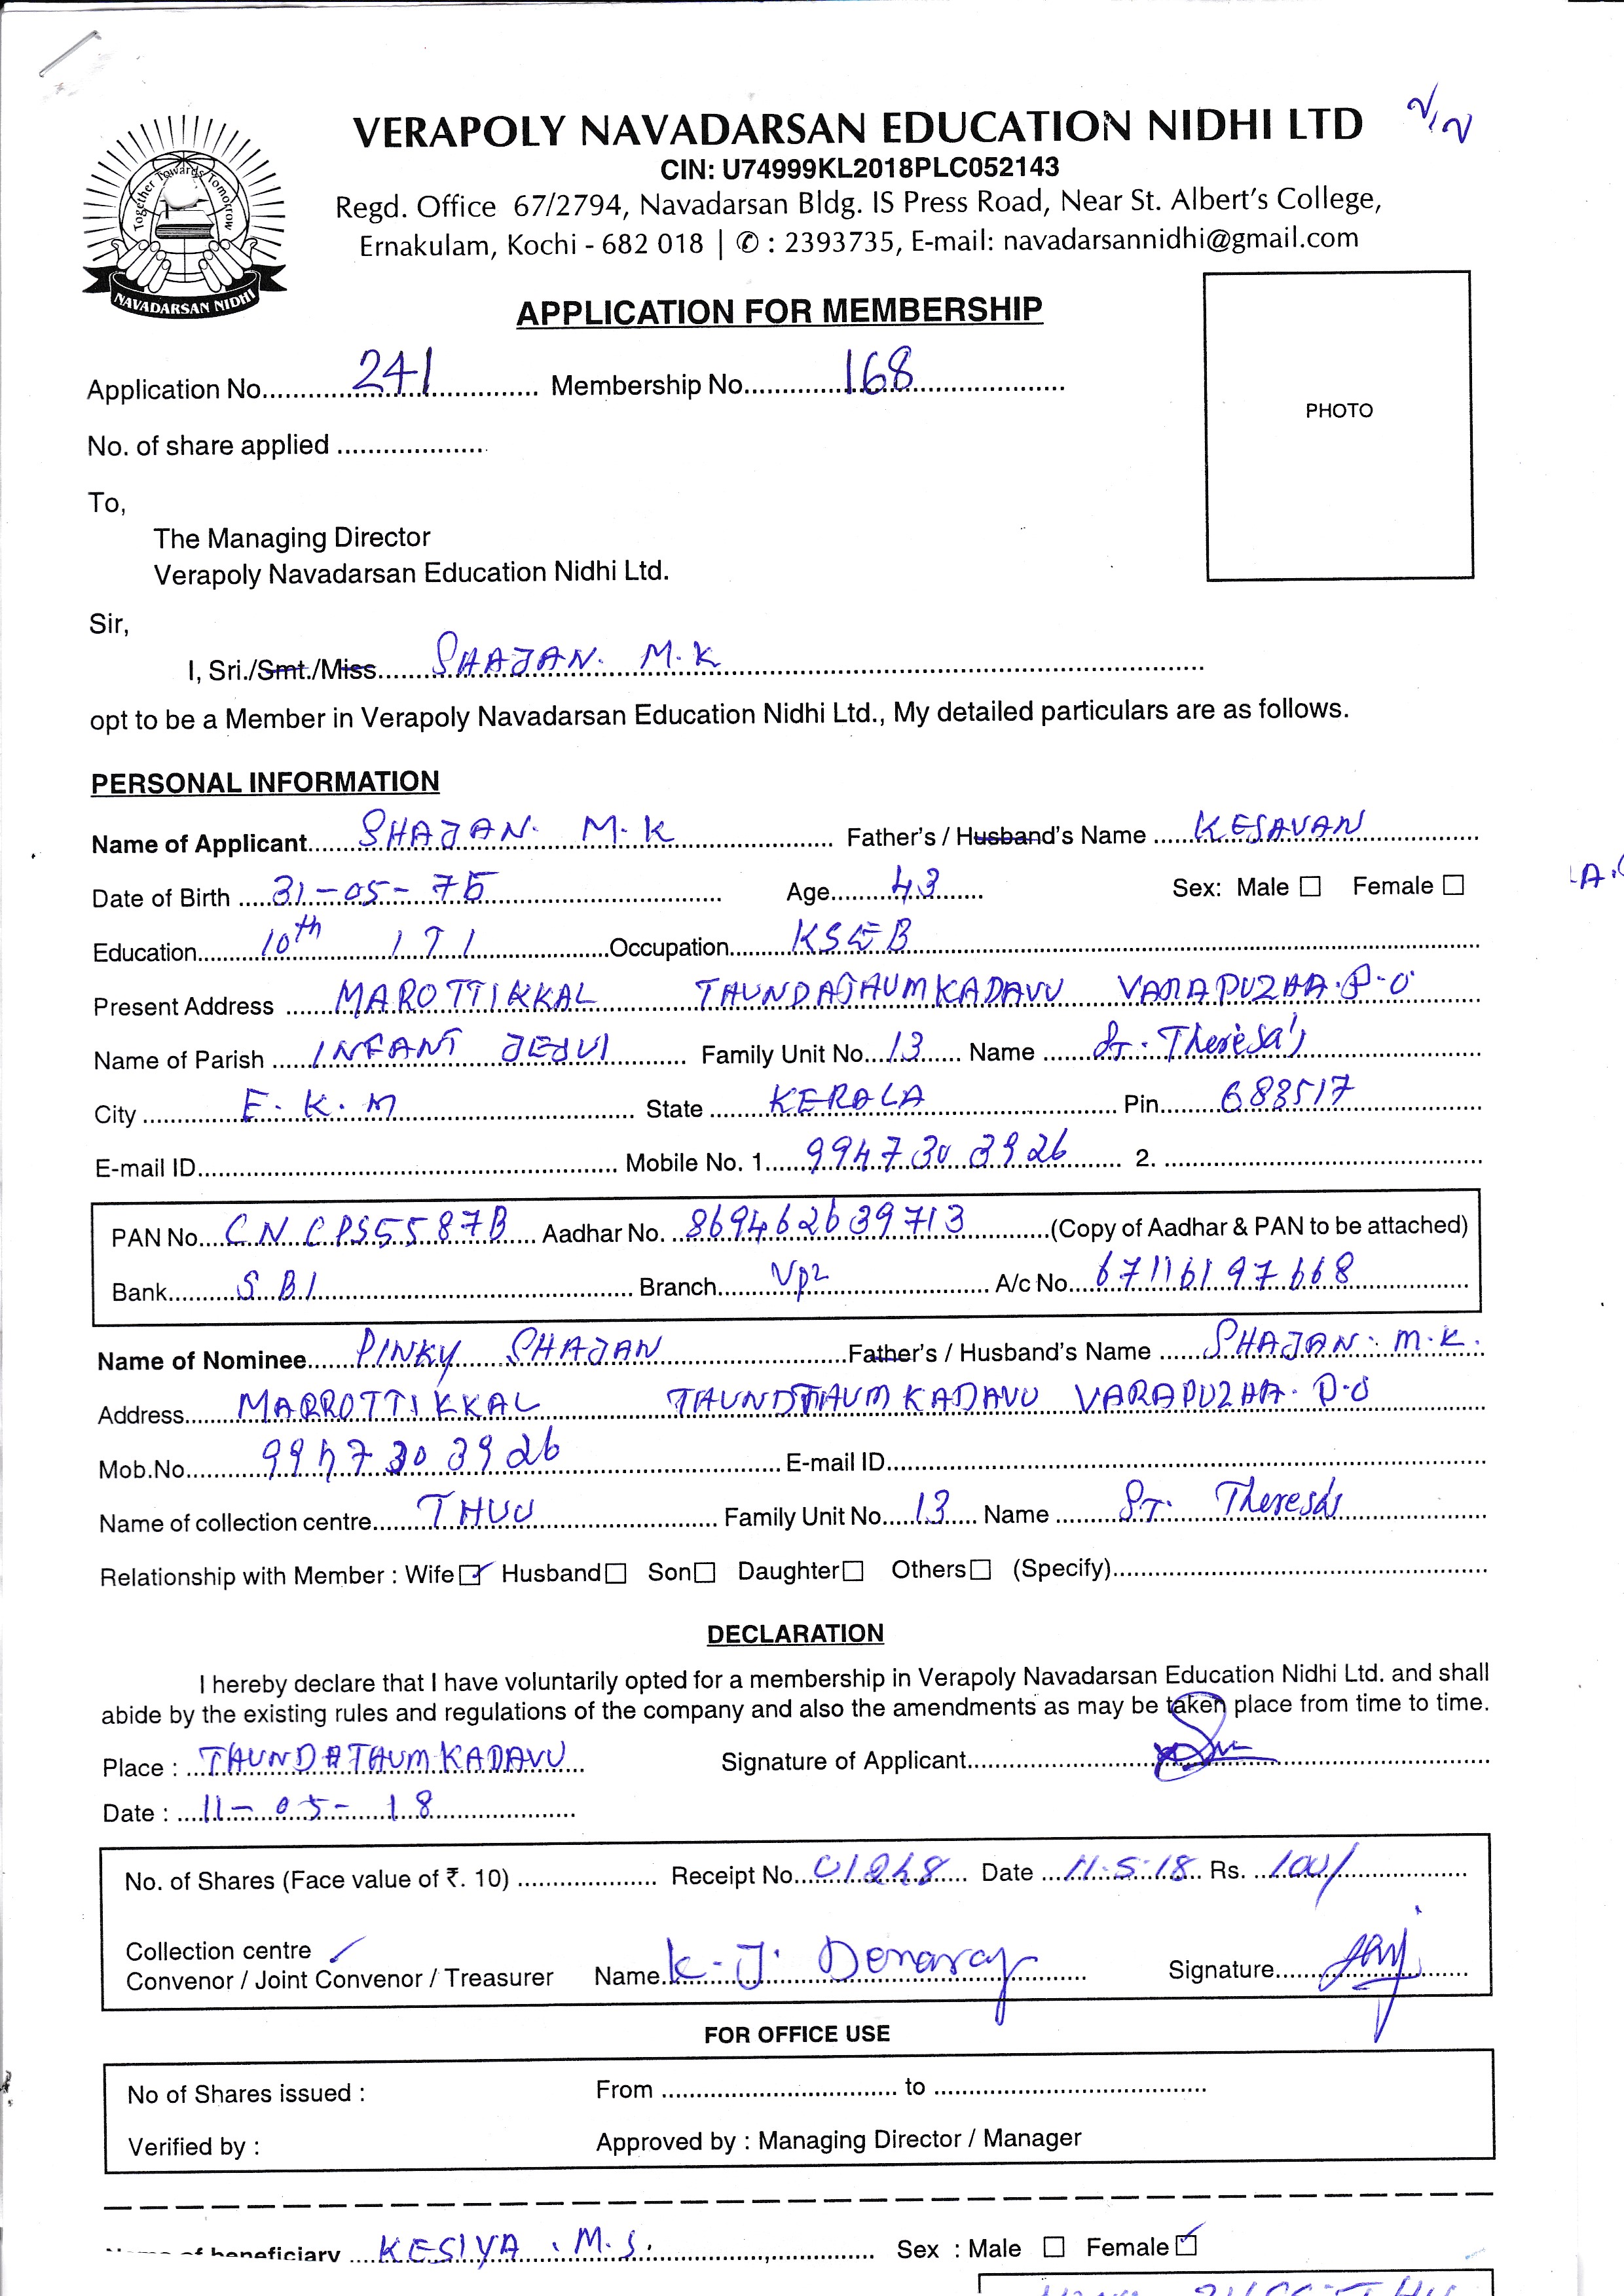 VERAPOLY NAVADARSAN EDUCATION NIDHI LTD
CIN: U74999KL2018PLC052143
Regd. Office 67/2794, Navadarsan Bldg. IS Press Road, Near St. Albert's College,
Ernakulam, Kochi - 682 018 | ✆ : 2393735, E-mail: navadarsannidhi@gmail.com
Together Towards Tomorrow
NAVADARSAN NIDHI
APPLICATION FOR MEMBERSHIP
PHOTO
Application No. 241 Membership No. 168
No. of share applied
To,
The Managing Director
Verapoly Navadarsan Education Nidhi Ltd.
Sir,
I, Sri./Smt./Miss SHAJAN. M.K
opt to be a Member in Verapoly Navadarsan Education Nidhi Ltd., My detailed particulars are as follows.
PERSONAL INFORMATION
Name of Applicant SHAJAN. M.K Father's / Husband's Name KESAVAN
Date of Birth 31-05-75 Age 43 Sex: Male ☐ Female ☐
Education 10th ITI Occupation KSEB
Present Address MAROTTIKKAL THUNDATHUMKADAVU VARAPUZHA.P.O
Name of Parish INFANT JESUI Family Unit No. 13 Name St. Theresa's
City E.K.M State KERALA Pin 683517
E-mail ID Mobile No. 1 9947303926 2.
PAN No. CNCPS5587B Aadhar No. 869462639713 (Copy of Aadhar & PAN to be attached)
Bank SBI Branch Vpz A/c No. 67116197668
Name of Nominee PINKY SHAJAN Father's / Husband's Name SHAJAN. M.K.
Address MARROTTIKKAL THUNDTHUMKADAVU VARAPUZHA. P.O
Mob.No. 9947303926 E-mail ID
Name of collection centre THUU Family Unit No. 13 Name ST. Theresa's
Relationship with Member : Wife ☑ Husband ☐ Son ☐ Daughter ☐ Others ☐ (Specify)
DECLARATION
I hereby declare that I have voluntarily opted for a membership in Verapoly Navadarsan Education Nidhi Ltd. and shall
abide by the existing rules and regulations of the company and also the amendments as may be taken place from time to time.
Place : THUNDATHUMKADAVU Signature of Applicant
Date : 11-05-18
No. of Shares (Face value of ₹. 10) Receipt No. 01248 Date 11.5.18 Rs. 100/
Collection centre
Convenor / Joint Convenor / Treasurer Name K.J. Denaraj Signature
FOR OFFICE USE
No of Shares issued : From to
Verified by : Approved by : Managing Director / Manager
Name of beneficiary KESIYA . M.S. Sex : Male ☐ Female ☑